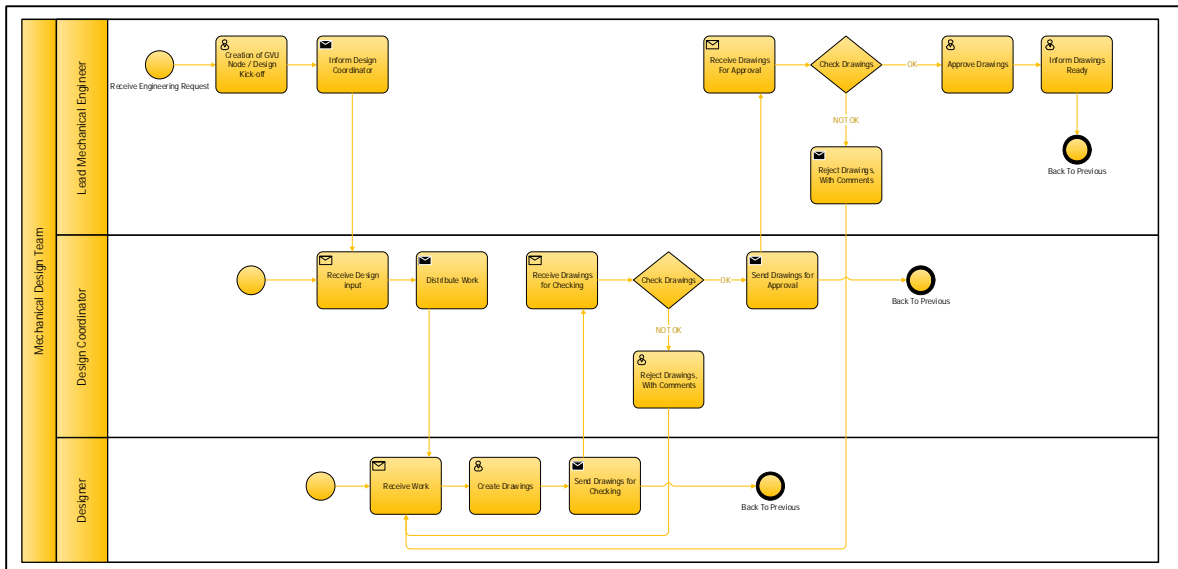 Mechanical Design Team
Lead Mechanical Engineer
Receive Engineering Request
Creation of GVU
Node / Design
Kick-off
Inform Design
Coordinator
Receive Drawings
For Approval
Check Drawings
OK
Approve Drawings
Inform Drawings
Ready
NOT OK
Reject Drawings,
With Comments
Back To Previous
Design Coordinator
Receive Design
input
Distribute Work
Receive Drawings
for Checking
Check Drawings
OK
Send Drawings for
Approval
Back To Previous
NOT OK
Reject Drawings,
With Comments
Designer
Receive Work
Create Drawings
Send Drawings for
Checking
Back To Previous